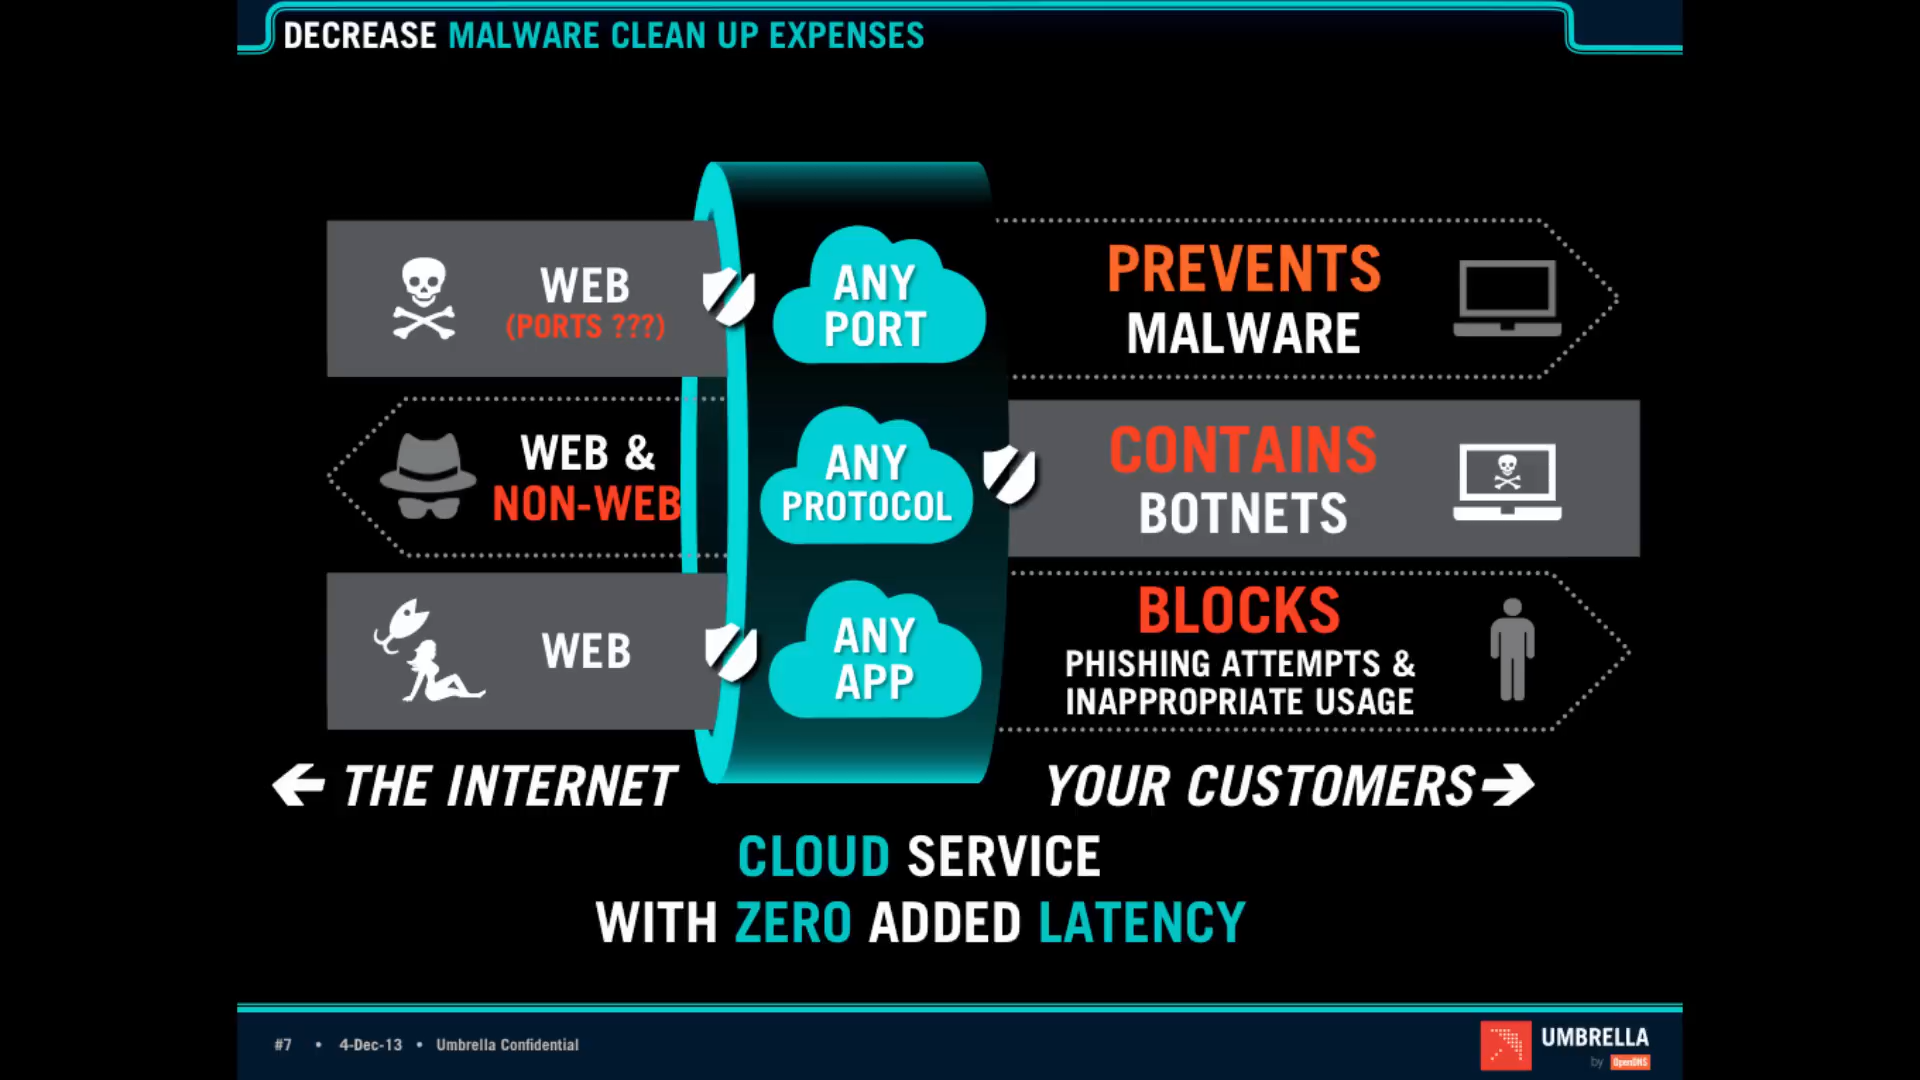 DECREASE MALWARE CLEAN UP EXPENSES
WEB
(PORTS ???)
ANY
PORT
PREVENTS
MALWARE
WEB &
NON-WEB
ANY
PROTOCOL
CONTAINS
BOTNETS
WEB
ANY
APP
BLOCKS
PHISHING ATTEMPTS &
INAPPROPRIATE USAGE
THE INTERNET
YOUR CUSTOMERS
CLOUD SERVICE
WITH ZERO ADDED LATENCY
#7 • 4-Dec-13 • Umbrella Confidential
UMBRELLA
by OpenDNS